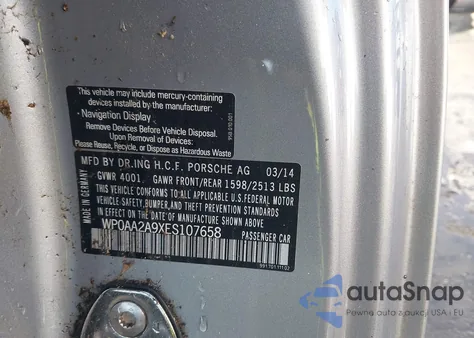 This vehicle may include mercury-containing
devices installed by the manufacturer:
- Navigation Display
Remove Devices Before Vehicle Disposal.
Upon Removal of Devices:
Please Reuse, Recycle, or Dispose as Hazardous Waste
958.010.001
MFD BY DR.ING H.C.F. PORSCHE AG 03/14
GVWR 4001 GAWR FRONT/REAR 1598/2513 LBS
THIS VEHICLE CONFORMS TO ALL APPLICABLE U.S.FEDERAL MOTOR
VEHICLE SAFETY, BUMPER, AND THEFT PREVENTION STANDARDS
IN EFFECT ON THE DATE OF MANUFACTURE SHOWN ABOVE
WP0AA2A9XES107658 PASSENGER CAR
MADE IN GERMANY
99170131102
autoSnap
Pewne auta z USA i EU